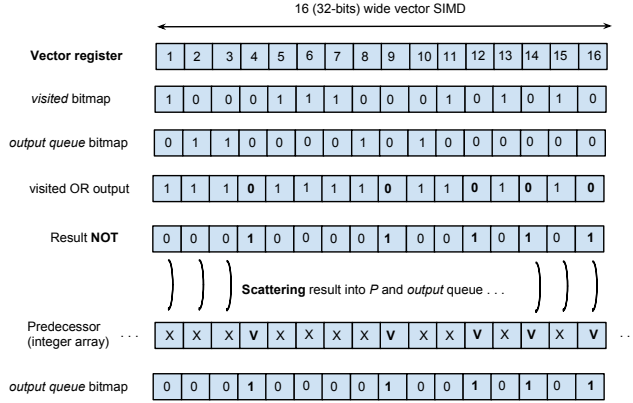 16 (32-bits) wide vector SIMD
Vector register 1 2 3 4 5 6 7 8 9 10 11 12 13 14 15 16
visited bitmap 1 0 0 0 1 1 1 0 0 0 1 0 1 0 1 0
output queue bitmap 0 1 1 0 0 0 0 1 0 1 0 0 0 0 0 0
visited OR output 1 1 1 0 1 1 1 1 0 1 1 0 1 0 1 0
Result NOT 0 0 0 1 0 0 0 0 1 0 0 1 0 1 0 1
Scattering result into P and output queue . . .
Predecessor
(integer array) . . . X X X V X X X X V X X V X V X V . .
output queue bitmap 0 0 0 1 0 0 0 0 1 0 0 1 0 1 0 1